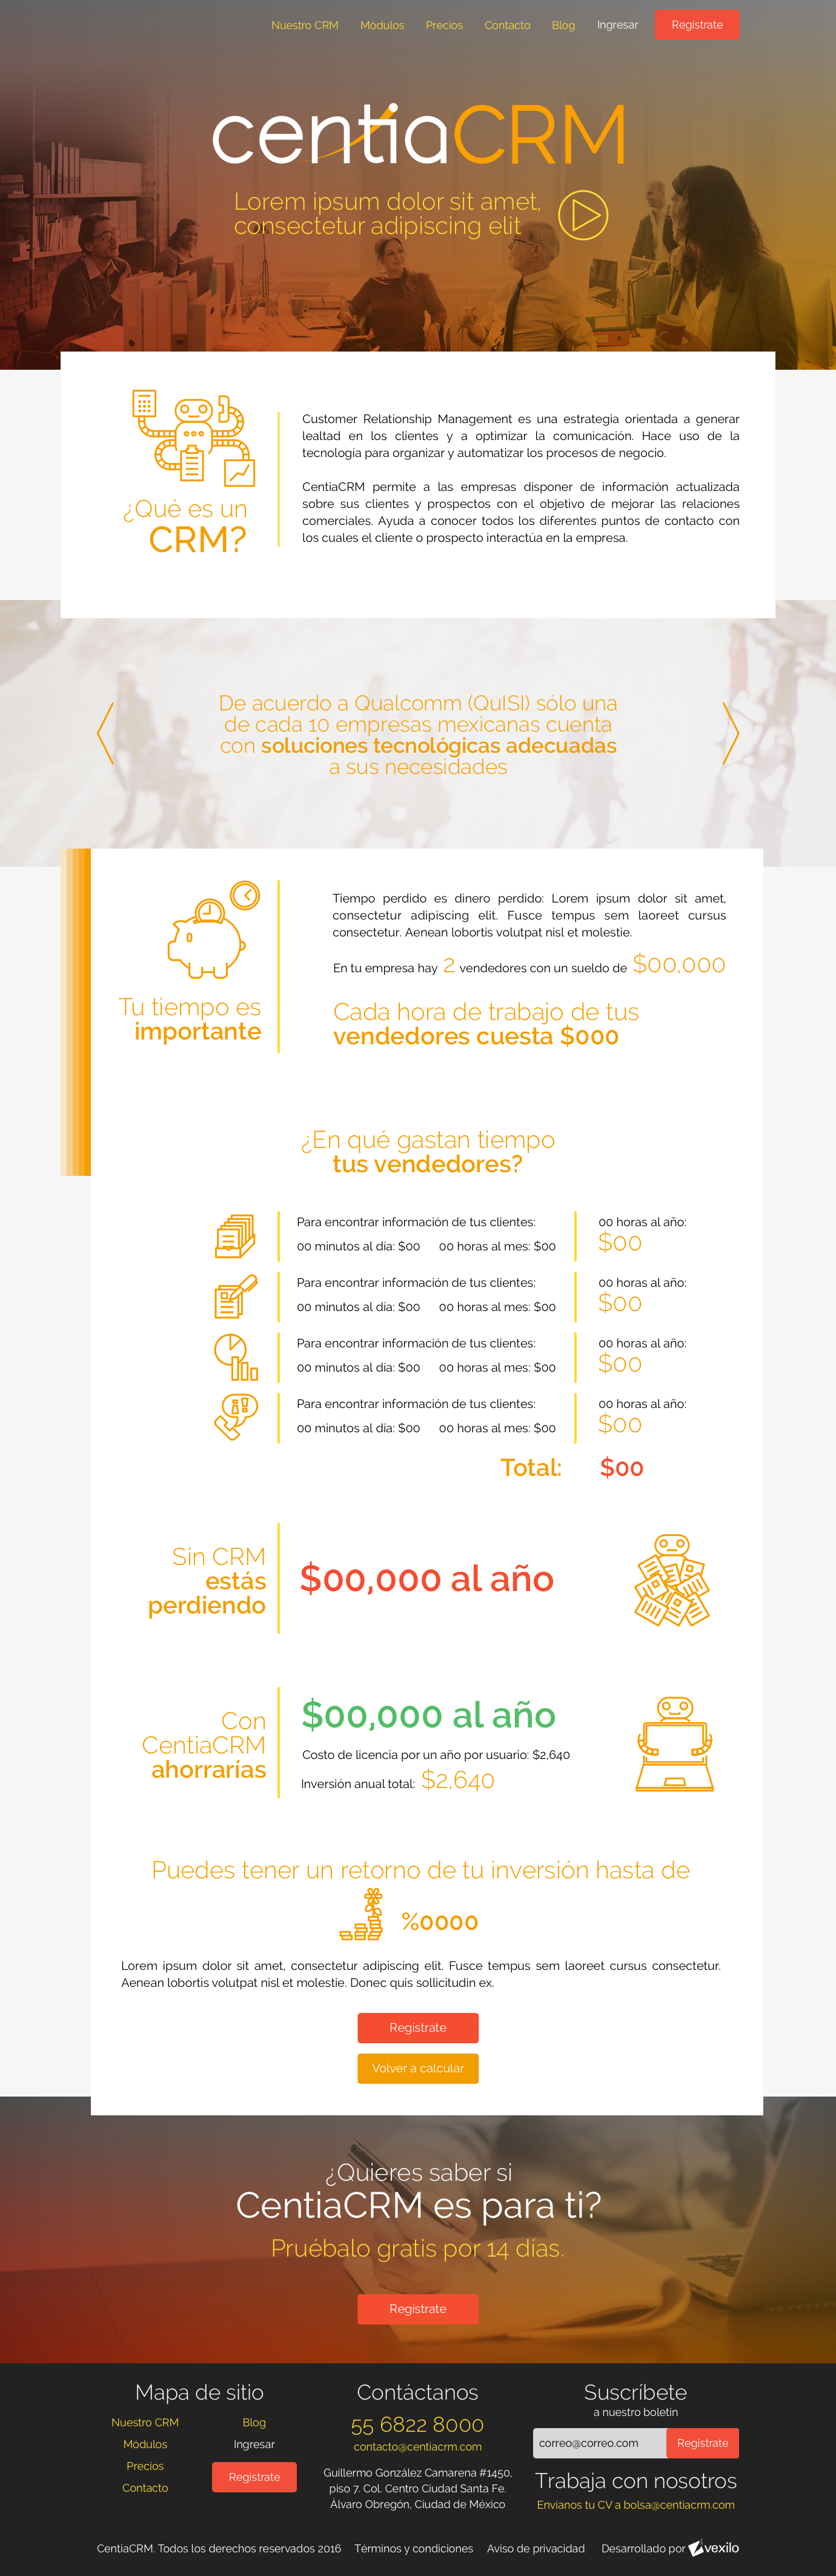 Nuestro CRM Módulos Precios Contacto Blog Ingresar Registrate
centiaCRM
Lorem ipsum dolor sit amet,
consectetur adipiscing elit
¿Qué es un
CRM?
Customer Relationship Management es una estrategia orientada a generar
lealtad en los clientes y a optimizar la comunicación. Hace uso de la
tecnología para organizar y automatizar los procesos de negocio.
CentiaCRM permite a las empresas disponer de información actualizada
sobre sus clientes y prospectos con el objetivo de mejorar las relaciones
comerciales. Ayuda a conocer todos los diferentes puntos de contacto con
los cuales el cliente o prospecto interactúa en la empresa.
De acuerdo a Qualcomm (QuISI) sólo una
de cada 10 empresas mexicanas cuenta
con soluciones tecnológicas adecuadas
a sus necesidades
Tu tiempo es
importante
Tiempo perdido es dinero perdido: Lorem ipsum dolor sit amet,
consectetur adipiscing elit. Fusce tempus sem laoreet cursus
consectetur. Aenean lobortis volutpat nisl et molestie.
En tu empresa hay 2 vendedores con un sueldo de $00,000
Cada hora de trabajo de tus
vendedores cuesta $000
¿En qué gastan tiempo
tus vendedores?
Para encontrar información de tus clientes:
00 minutos al día: $00 00 horas al mes: $00
00 horas al año:
$00
Para encontrar información de tus clientes:
00 minutos al día: $00 00 horas al mes: $00
00 horas al año:
$00
Para encontrar información de tus clientes:
00 minutos al día: $00 00 horas al mes: $00
00 horas al año:
$00
Para encontrar información de tus clientes:
00 minutos al día: $00 00 horas al mes: $00
00 horas al año:
$00
Total: $00
Sin CRM
estás
perdiendo
$00,000 al año
Con
CentiaCRM
ahorrarías
$00,000 al año
Costo de licencia por un año por usuario: $2,640
Inversión anual total: $2,640
Puedes tener un retorno de tu inversión hasta de
%0000
Lorem ipsum dolor sit amet, consectetur adipiscing elit. Fusce tempus sem laoreet cursus consectetur.
Aenean lobortis volutpat nisl et molestie. Donec quis sollicitudin ex.
Registrate
Volver a calcular
¿Quieres saber si
CentiaCRM es para ti?
Pruébalo gratis por 14 días.
Registrate
Mapa de sitio
Nuestro CRM
Módulos
Precios
Contacto
Blog
Ingresar
Registrate
Contáctanos
55 6822 8000
contacto@centiacrm.com
Guillermo González Camarena #1450,
piso 7. Col. Centro Ciudad Santa Fe.
Álvaro Obregón, Ciudad de México
Suscríbete
a nuestro boletín
correo@correo.com Registrate
Trabaja con nosotros
Envíanos tu CV a bolsa@centiacrm.com
CentiaCRM. Todos los derechos reservados 2016 Términos y condiciones Aviso de privacidad Desarrollado por vexilo